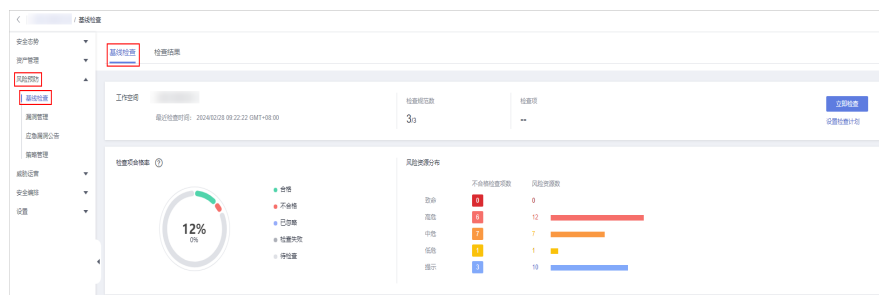 / 基线检查
安全态势
资产管理
风险预防
基线检查
漏洞管理
应急漏洞公告
策略管理
威胁运营
安全编排
设置
基线检查 检查结果
工作空间
最近检查时间: 2024/02/28 09:22:22 GMT+08:00
检查规范数
3/3
检查项
--
立即检查
设置检查计划
检查项合格率
12%
0%
合格
不合格
已忽略
检查失败
待检查
风险资源分布
不合格检查项数 风险资源数
致命 0 0
高危 6 12
中危 7 7
低危 1 1
提示 3 10